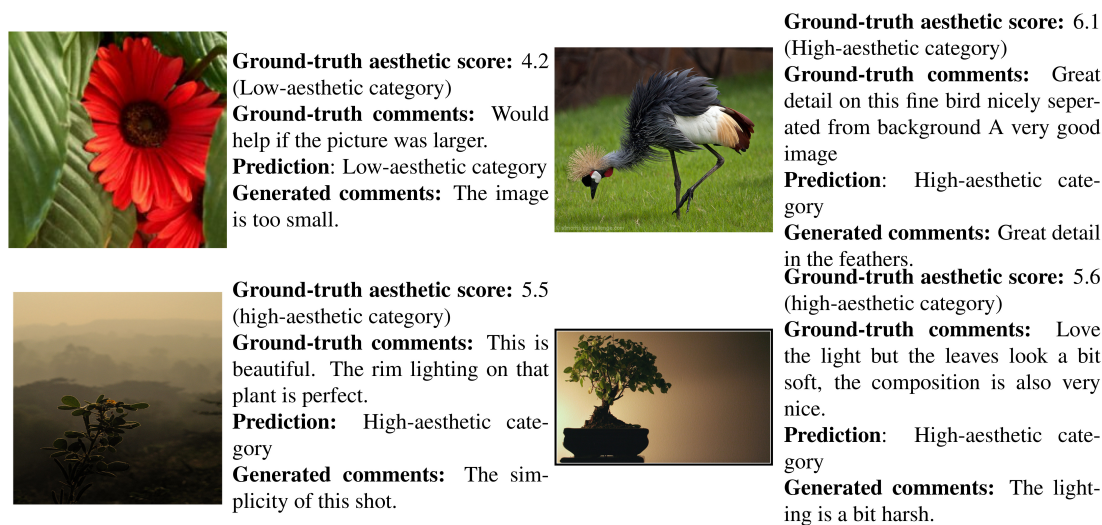 Ground-truth aesthetic score: 4.2
(Low-aesthetic category)
Ground-truth comments: Would
help if the picture was larger.
Prediction: Low-aesthetic category
Generated comments: The image
is too small.
Ground-truth aesthetic score: 6.1
(High-aesthetic category)
Ground-truth comments: Great
detail on this fine bird nicely seper-
ated from background A very good
image
Prediction: High-aesthetic cate-
gory
Generated comments: Great detail
in the feathers.
Ground-truth aesthetic score: 5.5
(high-aesthetic category)
Ground-truth comments: This is
beautiful. The rim lighting on that
plant is perfect.
Prediction: High-aesthetic cate-
gory
Generated comments: The sim-
plicity of this shot.
Ground-truth aesthetic score: 5.6
(high-aesthetic category)
Ground-truth comments: Love
the light but the leaves look a bit
soft, the composition is also very
nice.
Prediction: High-aesthetic cate-
gory
Generated comments: The light-
ing is a bit harsh.